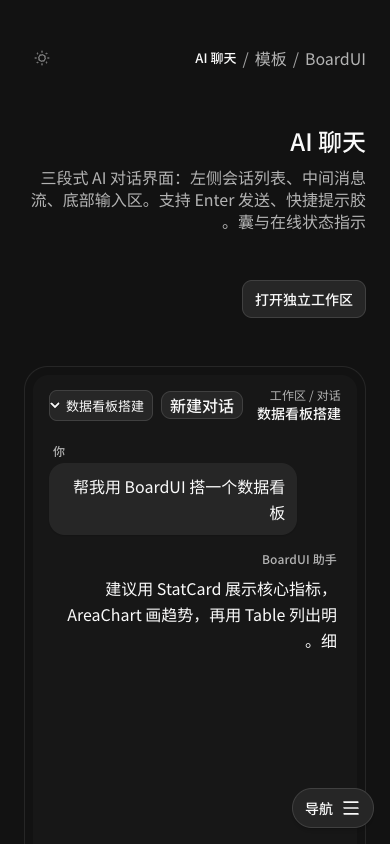 BoardUI / 模板 / AI 聊天
AI 聊天
三段式 AI 对话界面：左侧会话列表、中间消息
流、底部输入区。支持 Enter 发送、快捷提示胶
囊与在线状态指示。
打开独立工作区
工作区 / 对话
数据看板搭建
新建对话
数据看板搭建
你
帮我用 BoardUI 搭一个数据看
板
BoardUI 助手
建议用 StatCard 展示核心指标，
AreaChart 画趋势，再用 Table 列出明
细。
导航